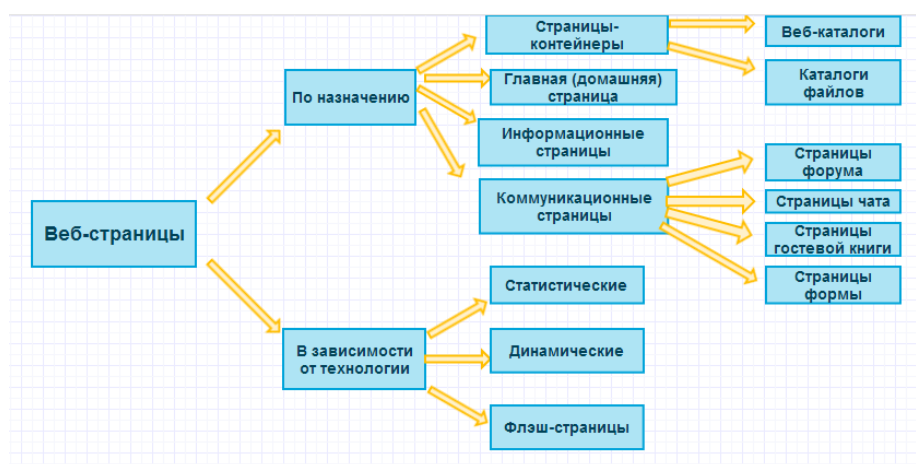 Веб-страницы
По назначению
Страницы-
контейнеры
Веб-каталоги
Каталоги
файлов
Главная (домашняя)
страница
Информационные
страницы
Коммуникационные
страницы
Страницы
форума
Страницы чата
Страницы
гостевой книги
Страницы
формы
В зависимости
от технологии
Статистические
Динамические
Флэш-страницы